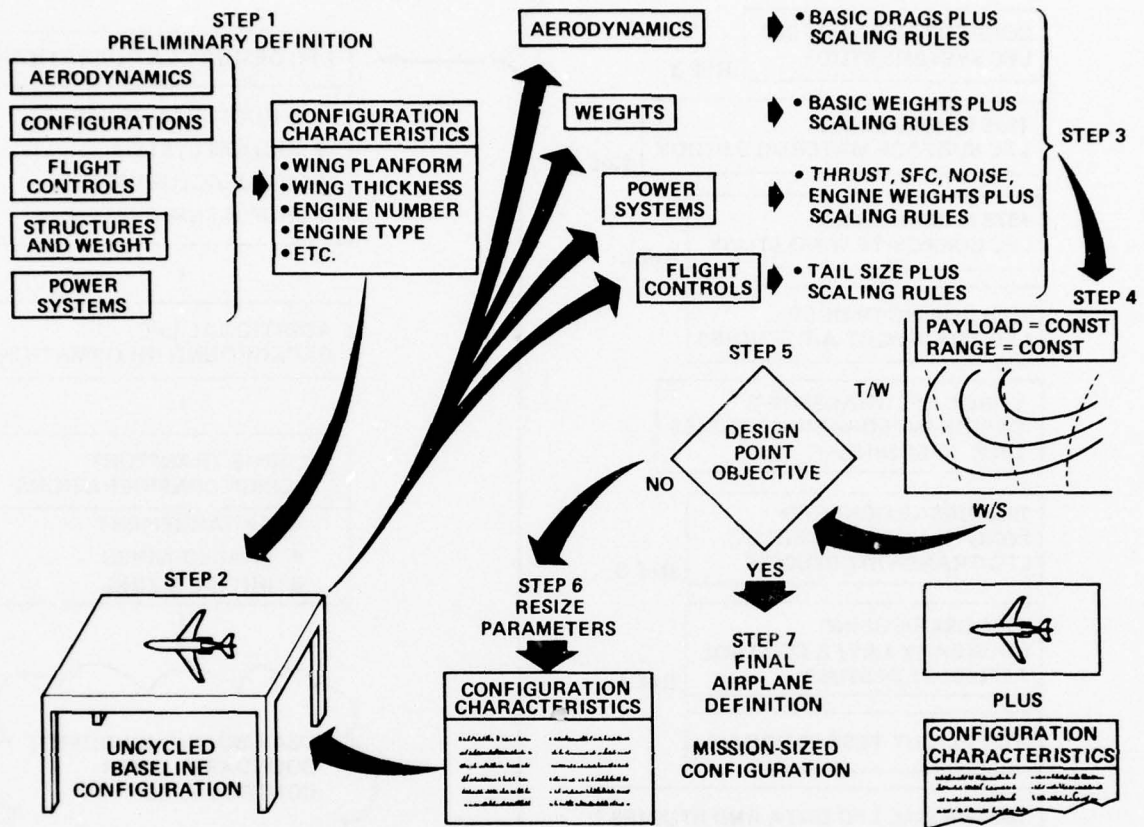 STEP 1
PRELIMINARY DEFINITION
AERODYNAMICS
CONFIGURATIONS
FLIGHT
CONTROLS
STRUCTURES
AND WEIGHT
POWER
SYSTEMS
CONFIGURATION
CHARACTERISTICS
• WING PLANFORM
• WING THICKNESS
• ENGINE NUMBER
• ENGINE TYPE
• ETC.
AERODYNAMICS
• BASIC DRAGS PLUS
SCALING RULES
WEIGHTS
• BASIC WEIGHTS PLUS
SCALING RULES
POWER
SYSTEMS
• THRUST, SFC, NOISE,
ENGINE WEIGHTS PLUS
SCALING RULES
FLIGHT
CONTROLS
• TAIL SIZE PLUS
SCALING RULES
STEP 3
STEP 4
PAYLOAD = CONST
RANGE = CONST
T/W
W/S
STEP 5
DESIGN
POINT
OBJECTIVE
NO
YES
STEP 2
UNCYCLED
BASELINE
CONFIGURATION
STEP 6
RESIZE
PARAMETERS
CONFIGURATION
CHARACTERISTICS
STEP 7
FINAL
AIRPLANE
DEFINITION
MISSION-SIZED
CONFIGURATION
PLUS
CONFIGURATION
CHARACTERISTICS